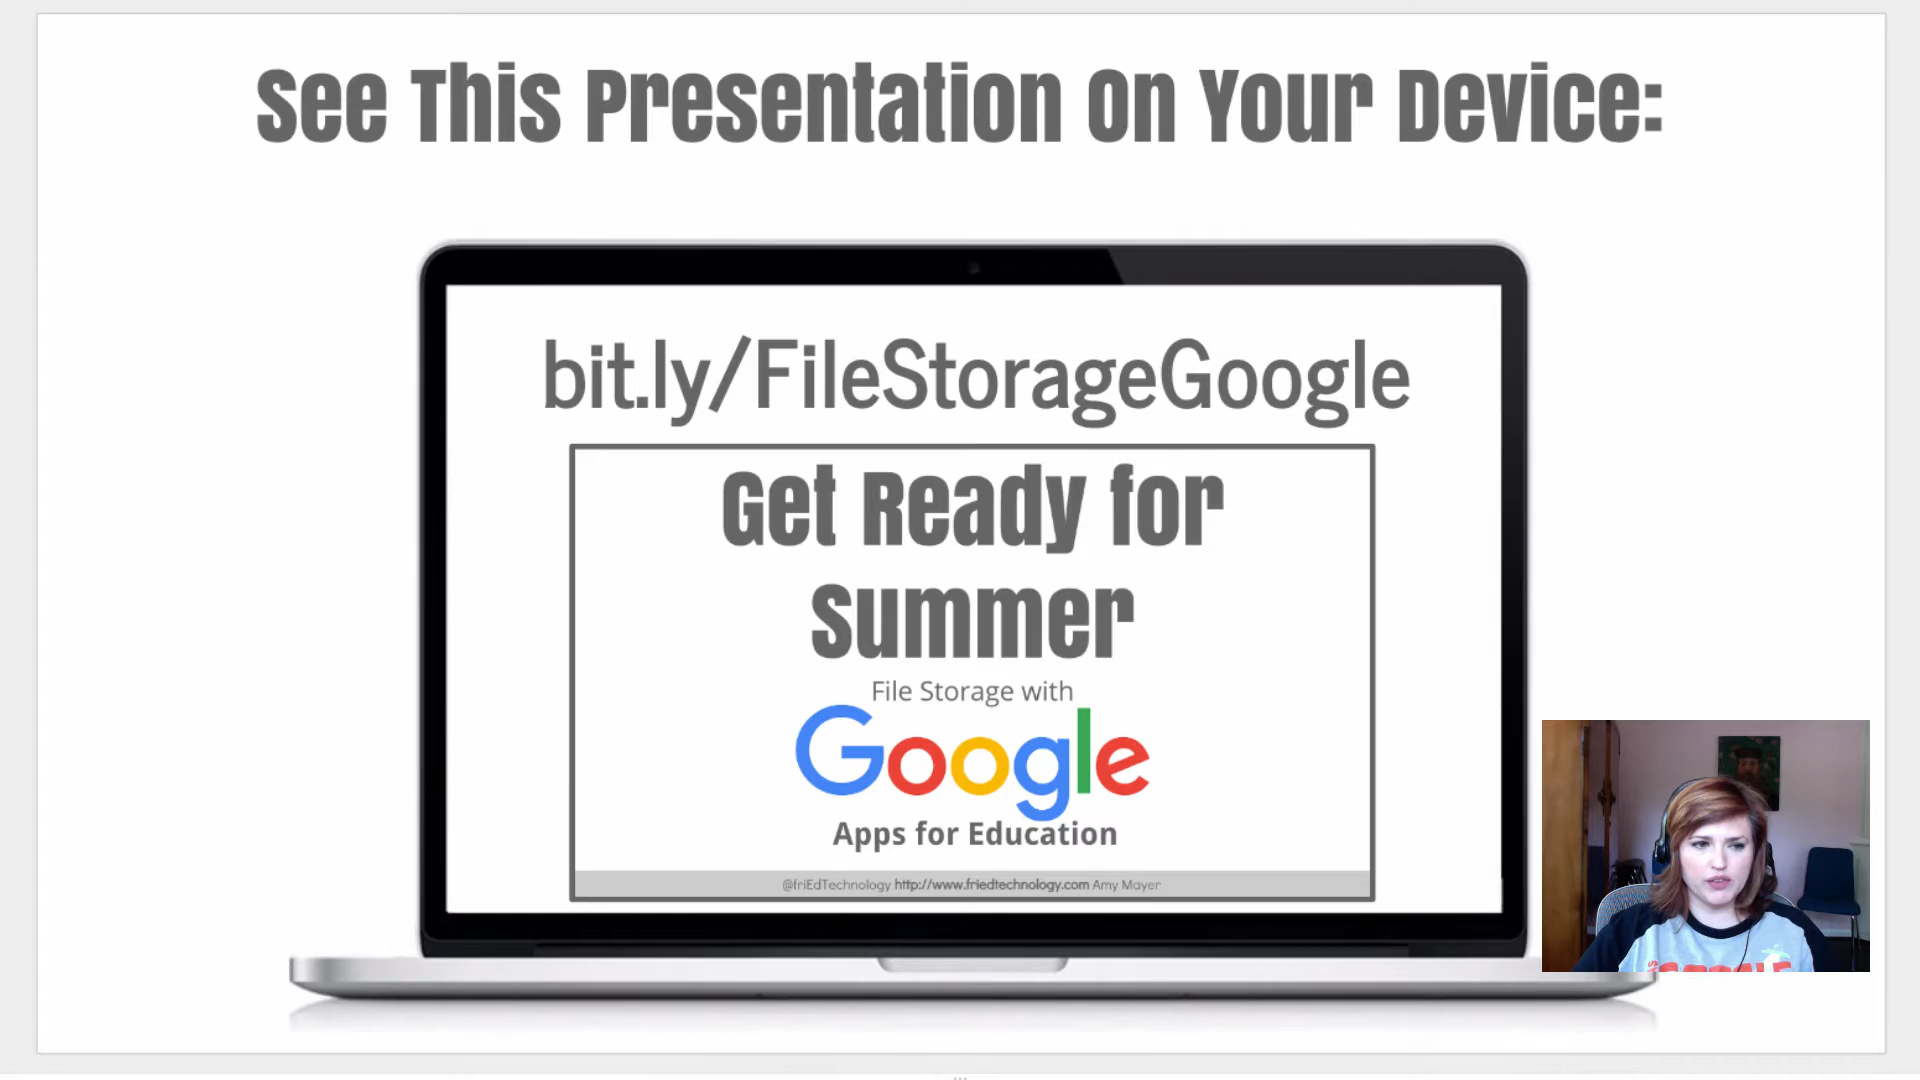 See This Presentation On Your Device:
bit.ly/FileStorageGoogle
Get Ready for
Summer
File Storage with
Google
Apps for Education
@friEdTechnology http://www.friedtechnology.com Amy Mayer